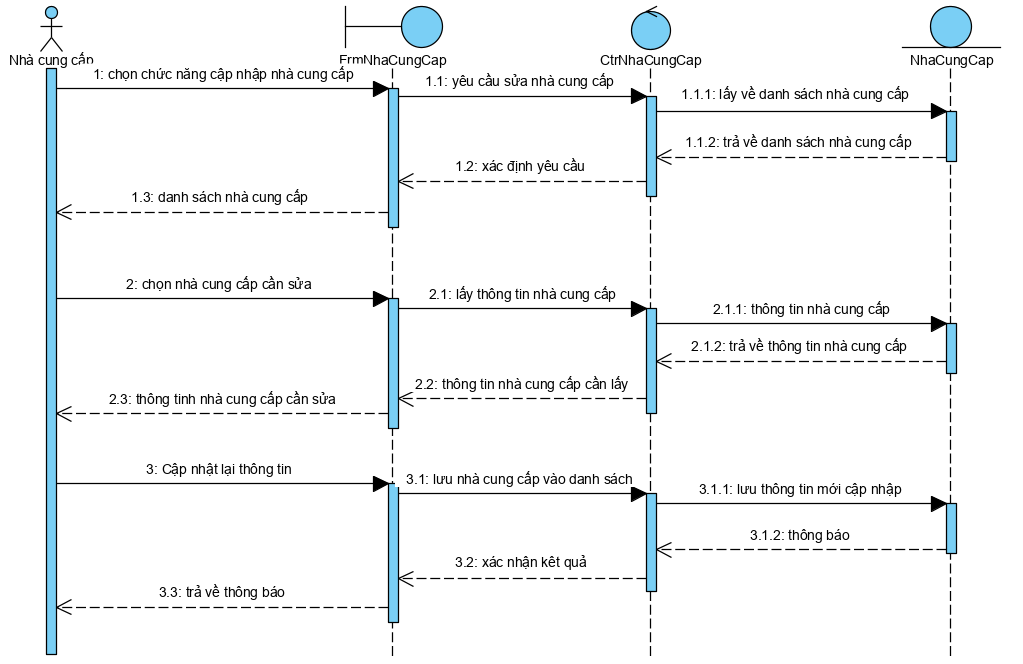 Nhà cung cấp
FrmNhaCungCap
CtrNhaCungCap
NhaCungCap
1: chọn chức năng cập nhập nhà cung cấp
1.1: yêu cầu sửa nhà cung cấp
1.1.1: lấy về danh sách nhà cung cấp
1.1.2: trả về danh sách nhà cung cấp
1.2: xác định yêu cầu
1.3: danh sách nhà cung cấp
2: chọn nhà cung cấp cần sửa
2.1: lấy thông tin nhà cung cấp
2.1.1: thông tin nhà cung cấp
2.1.2: trả về thông tin nhà cung cấp
2.2: thông tin nhà cung cấp cần lấy
2.3: thông tinh nhà cung cấp cần sửa
3: Cập nhật lại thông tin
3.1: lưu nhà cung cấp vào danh sách
3.1.1: lưu thông tin mới cập nhập
3.1.2: thông báo
3.2: xác nhận kết quả
3.3: trả về thông báo